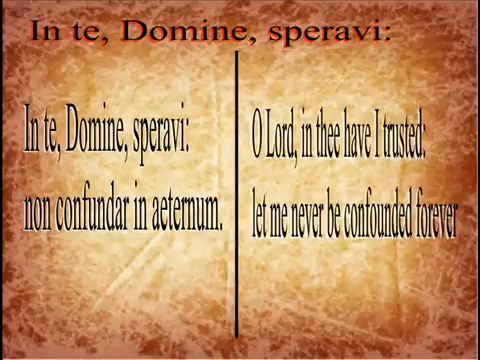 In te, Domine, speravi:
In te, Domine, speravi:
non confundar in aeternum.
O Lord, in thee have I trusted:
let me never be confounded forever